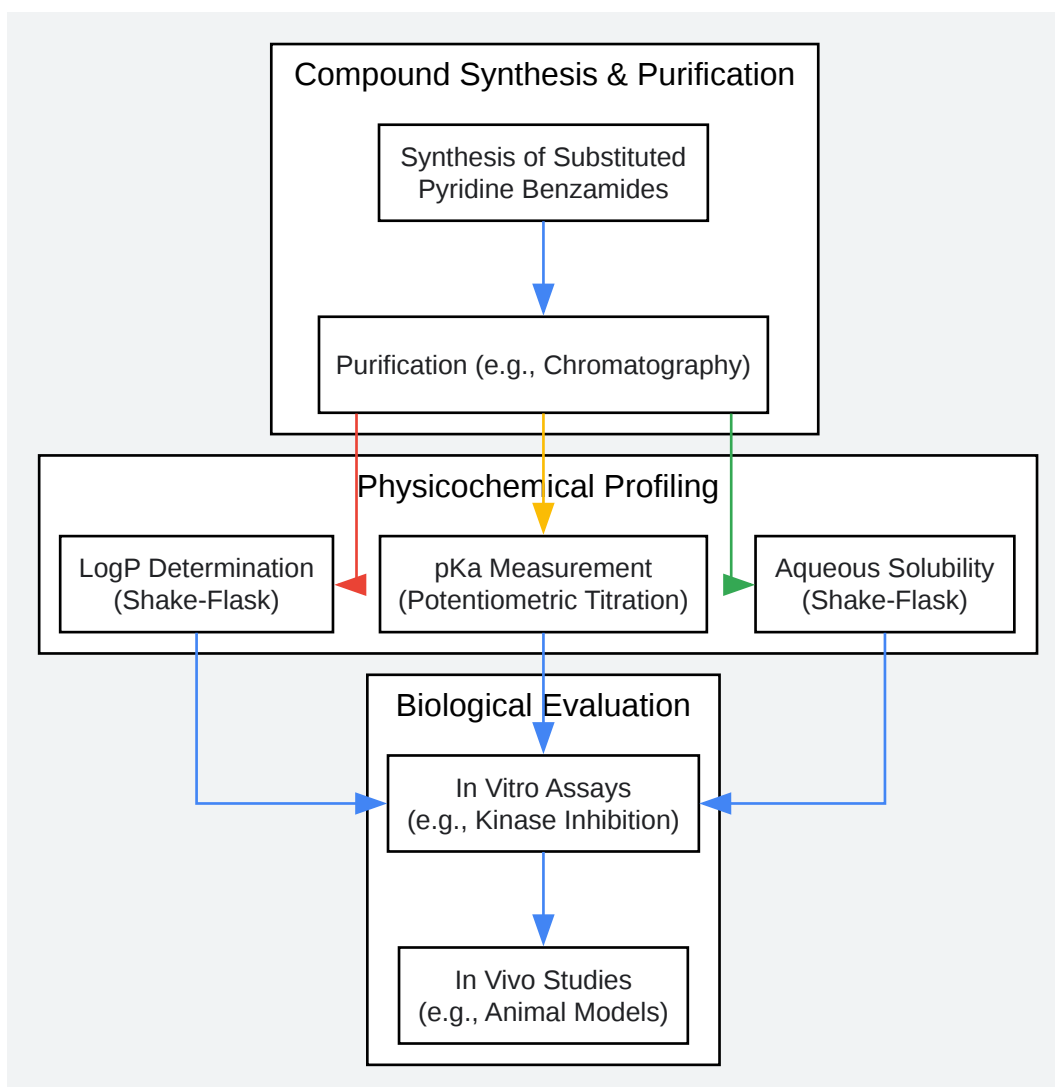 Compound Synthesis & Purification
Synthesis of Substituted
Pyridine Benzamides
Purification (e.g., Chromatography)
Physicochemical Profiling
LogP Determination
(Shake-Flask)
pKa Measurement
(Potentiometric Titration)
Aqueous Solubility
(Shake-Flask)
Biological Evaluation
In Vitro Assays
(e.g., Kinase Inhibition)
In Vivo Studies
(e.g., Animal Models)